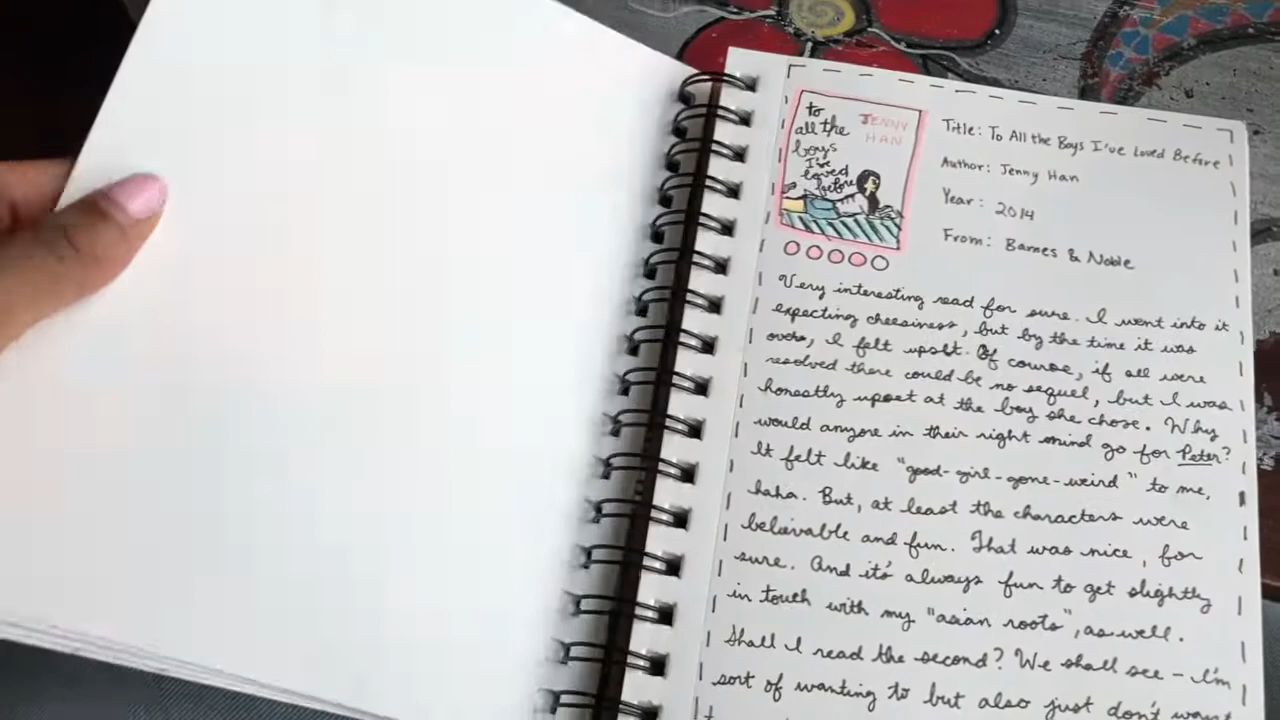 to
all the
boys
I've
loved
before
JENNY
HAN
Title: To All the Boys I've Loved Before
Author: Jenny Han
Year: 2014
From: Barnes & Noble
Very interesting read for sure. I went into it
expecting cheesiness, but by the time it was
over, I felt upset. Of course, if all were
resolved there could be no sequel, but I was
honestly upset at the boy she chose. Why
would anyone in their right mind go for Peter?
It felt like "good-girl-gone-weird" to me,
haha. But, at least the characters were
believable and fun. That was nice, for
sure. And it's always fun to get slightly
in touch with my "asian roots", as well.
Shall I read the second? We shall see - I'm
sort of wanting to but also just don't want